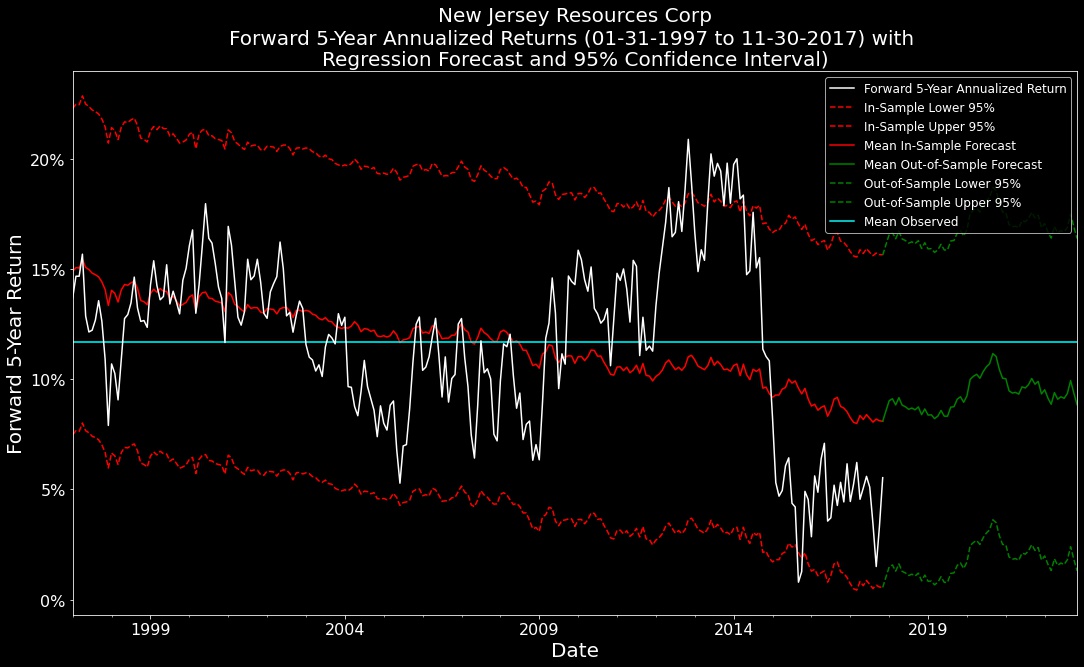 New Jersey Resources Corp
Forward 5-Year Annualized Returns (01-31-1997 to 11-30-2017) with
Regression Forecast and 95% Confidence Interval)
Forward 5-Year Annualized Return
In-Sample Lower 95%
In-Sample Upper 95%
Mean In-Sample Forecast
Mean Out-of-Sample Forecast
Out-of-Sample Lower 95%
Out-of-Sample Upper 95%
Mean Observed
Forward 5-Year Return
20%
15%
10%
5%
0%
1999
2004
2009
2014
2019
Date